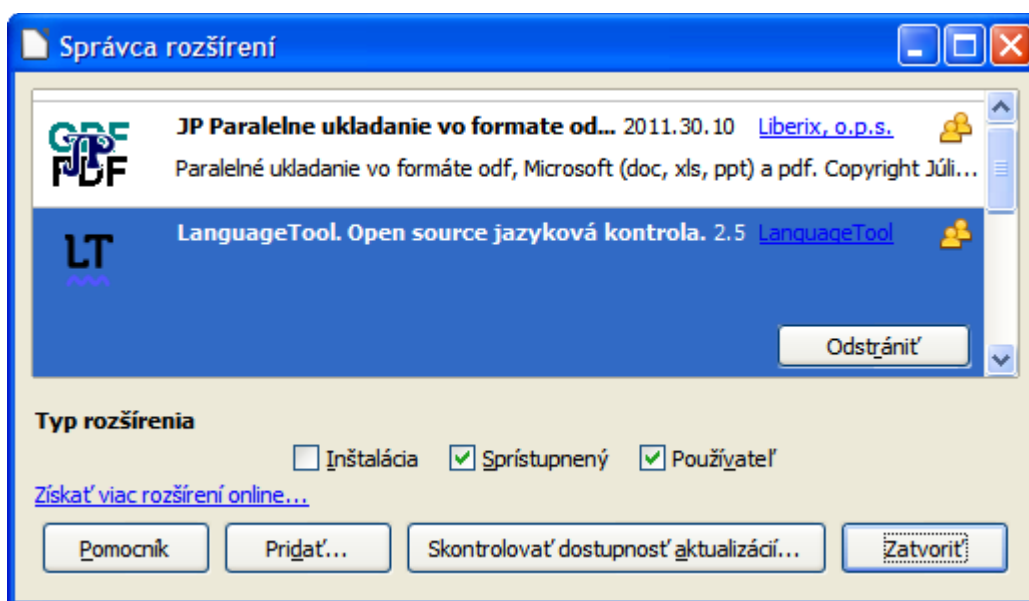 Správca rozšírení
JP Paralelne ukladanie vo formate od... 2011.30.10 Liberix, o.p.s.
Paralelné ukladanie vo formáte odf, Microsoft (doc, xls, ppt) a pdf. Copyright Júli...
LT LanguageTool. Open source jazyková kontrola. 2.5 LanguageTool
Odstrániť
Typ rozšírenia
Inštalácia Sprístupnený Používateľ
Získať viac rozšírení online...
Pomocník Pridať... Skontrolovať dostupnosť aktualizácií... Zatvoriť